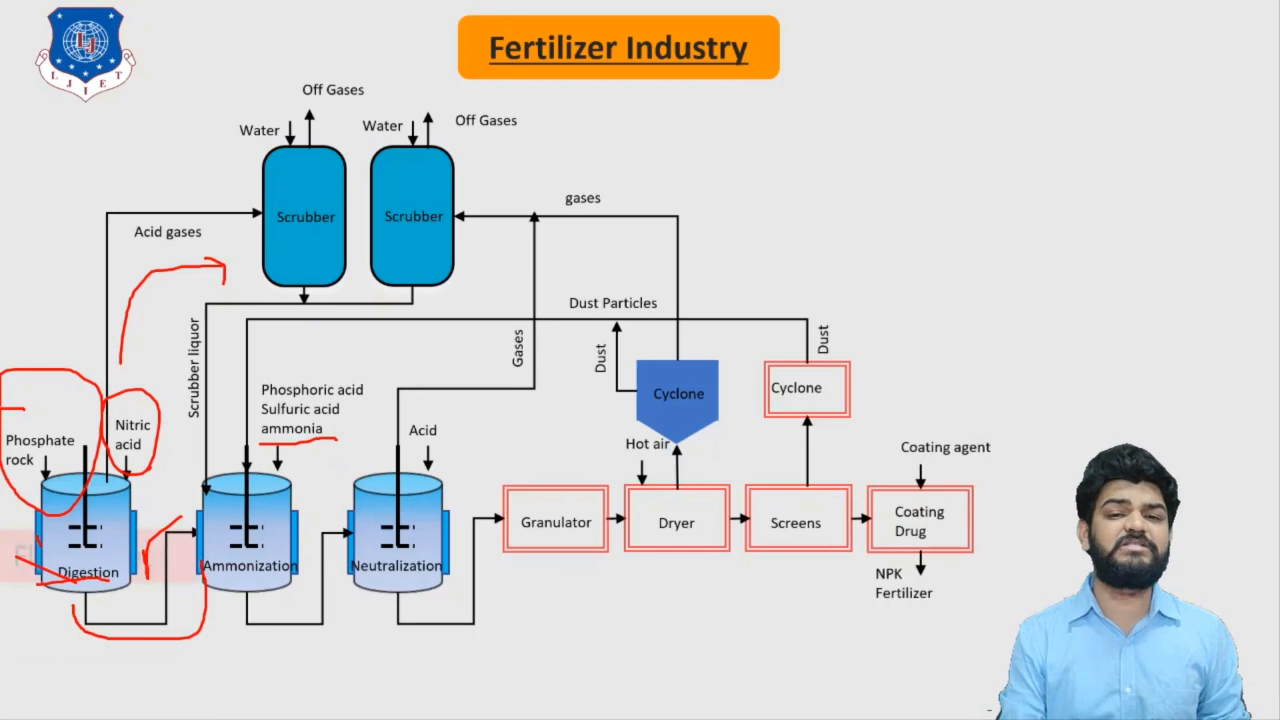 Fertilizer Industry
LJIET
Off Gases
Water
Water
Off Gases
Scrubber
Scrubber
gases
Acid gases
Dust Particles
Scrubber liquor
Gases
Dust
Dust
Cyclone
Cyclone
Phosphoric acid
Sulfuric acid
ammonia
Phosphate
rock
Nitric
acid
Acid
Hot air
Coating agent
Digestion
Ammonization
Neutralization
Granulator
Dryer
Screens
Coating
Drug
NPK
Fertilizer